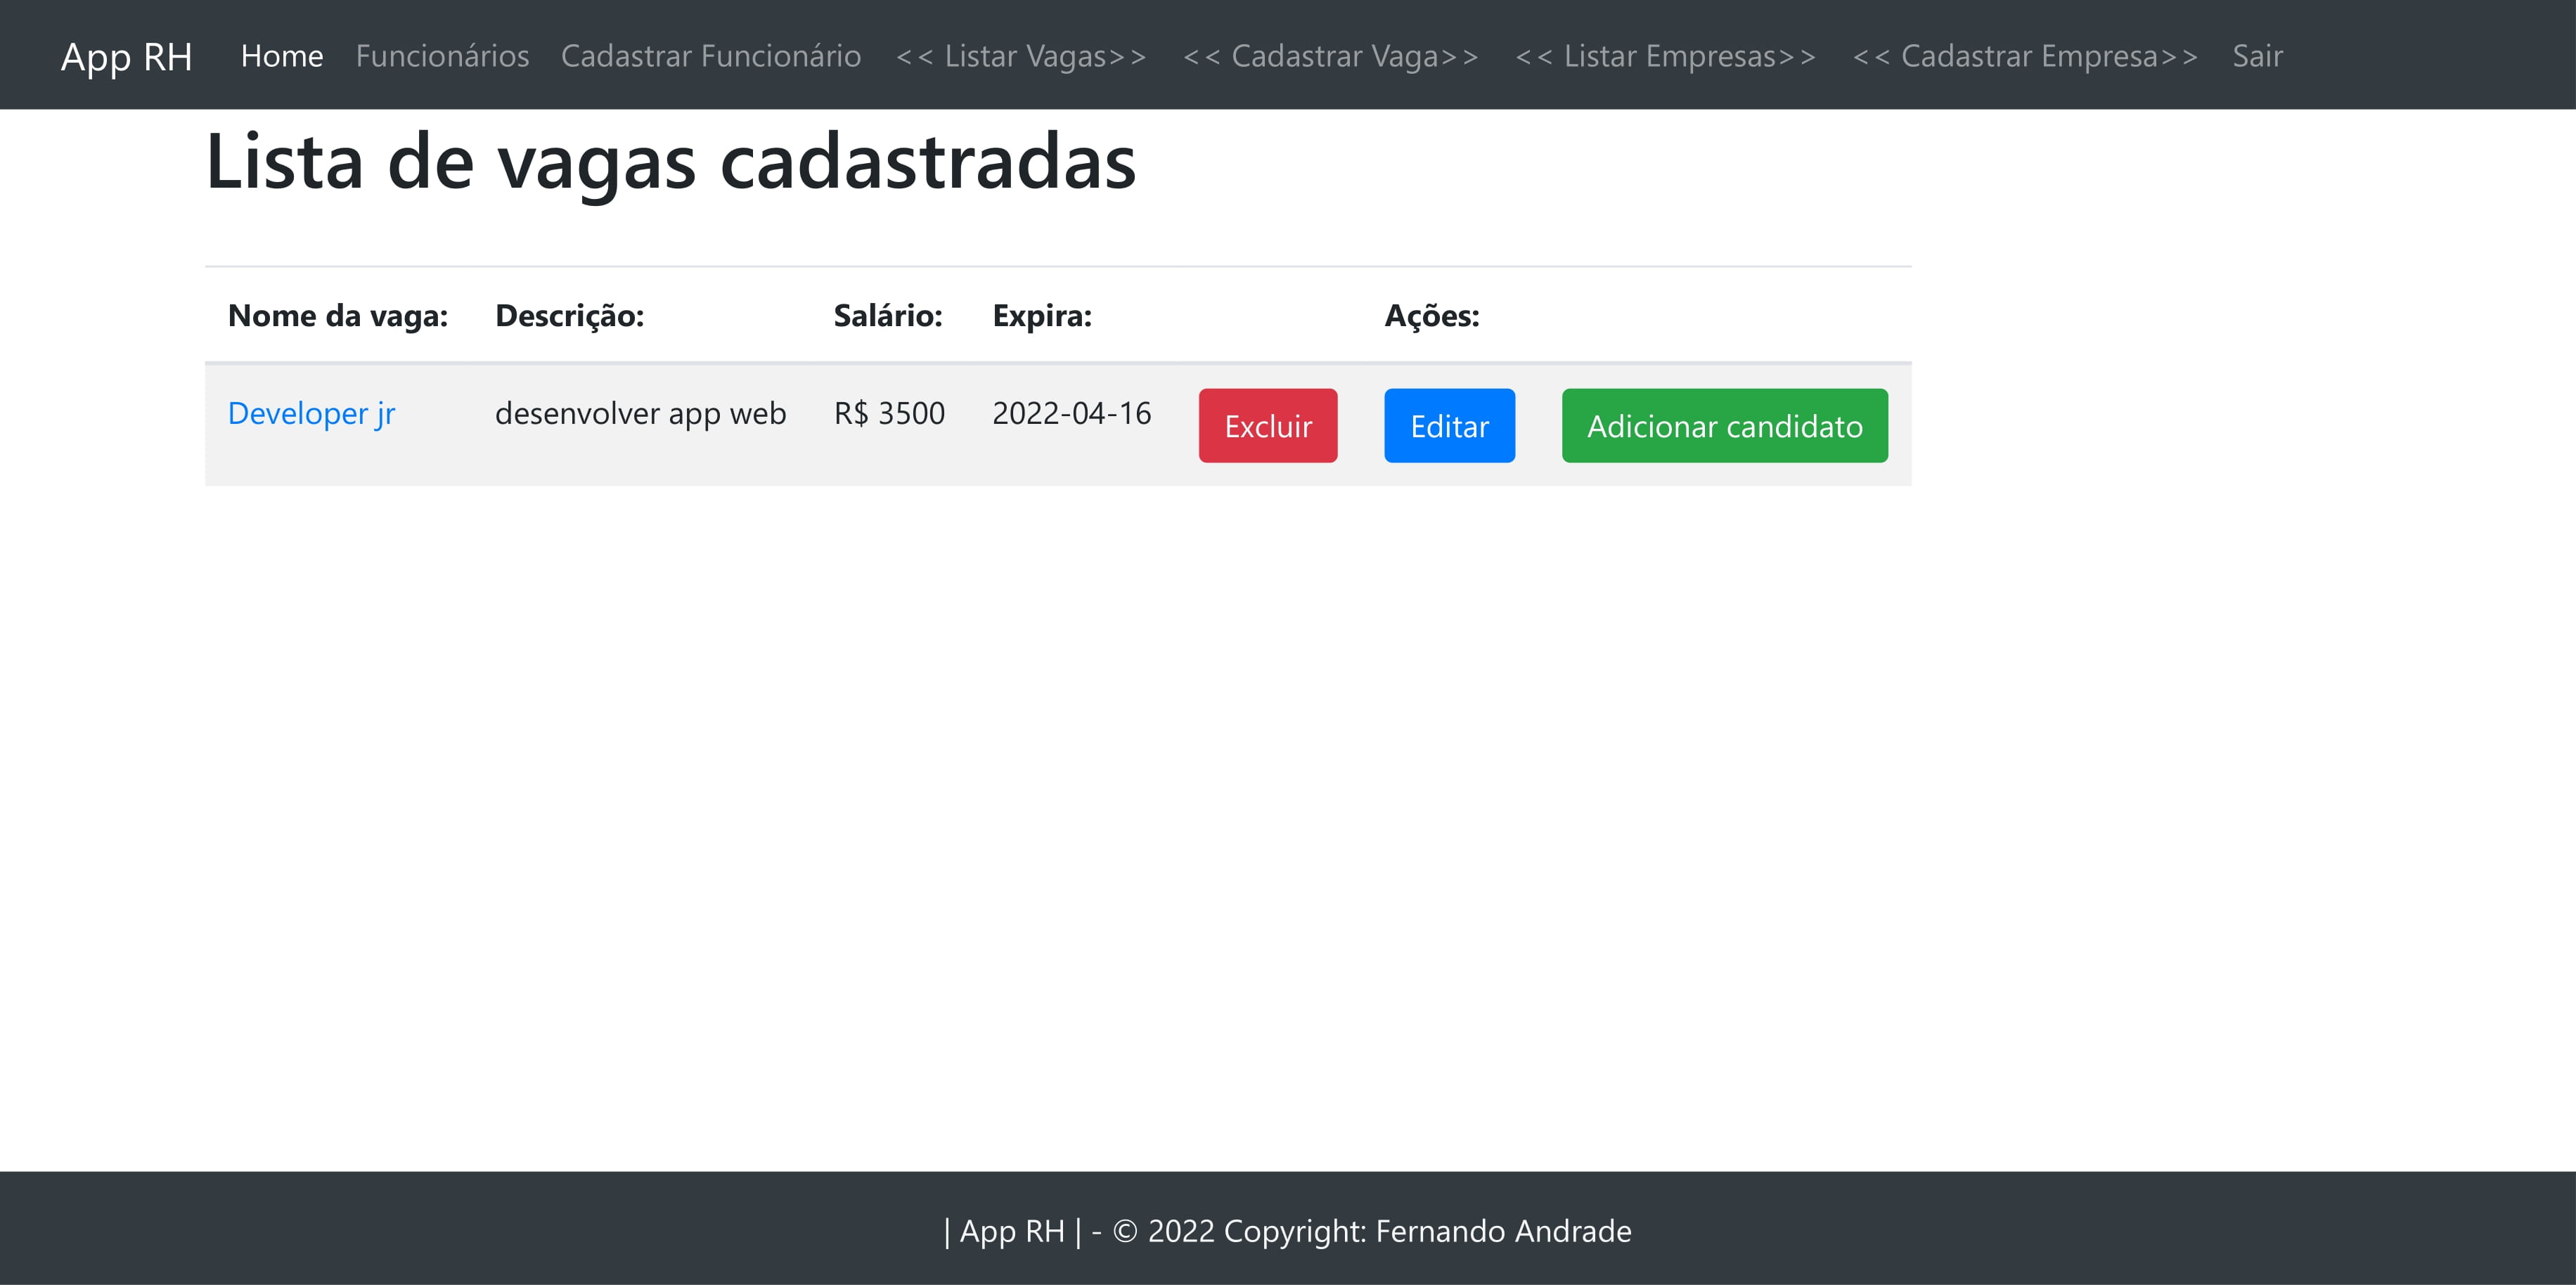 App RH Home Funcionários Cadastrar Funcionário << Listar Vagas>> << Cadastrar Vaga>> << Listar Empresas>> << Cadastrar Empresa>> Sair
Lista de vagas cadastradas
Nome da vaga: Descrição: Salário: Expira: Ações:
Developer jr desenvolver app web R$ 3500 2022-04-16 Excluir Editar Adicionar candidato
| App RH | - © 2022 Copyright: Fernando Andrade